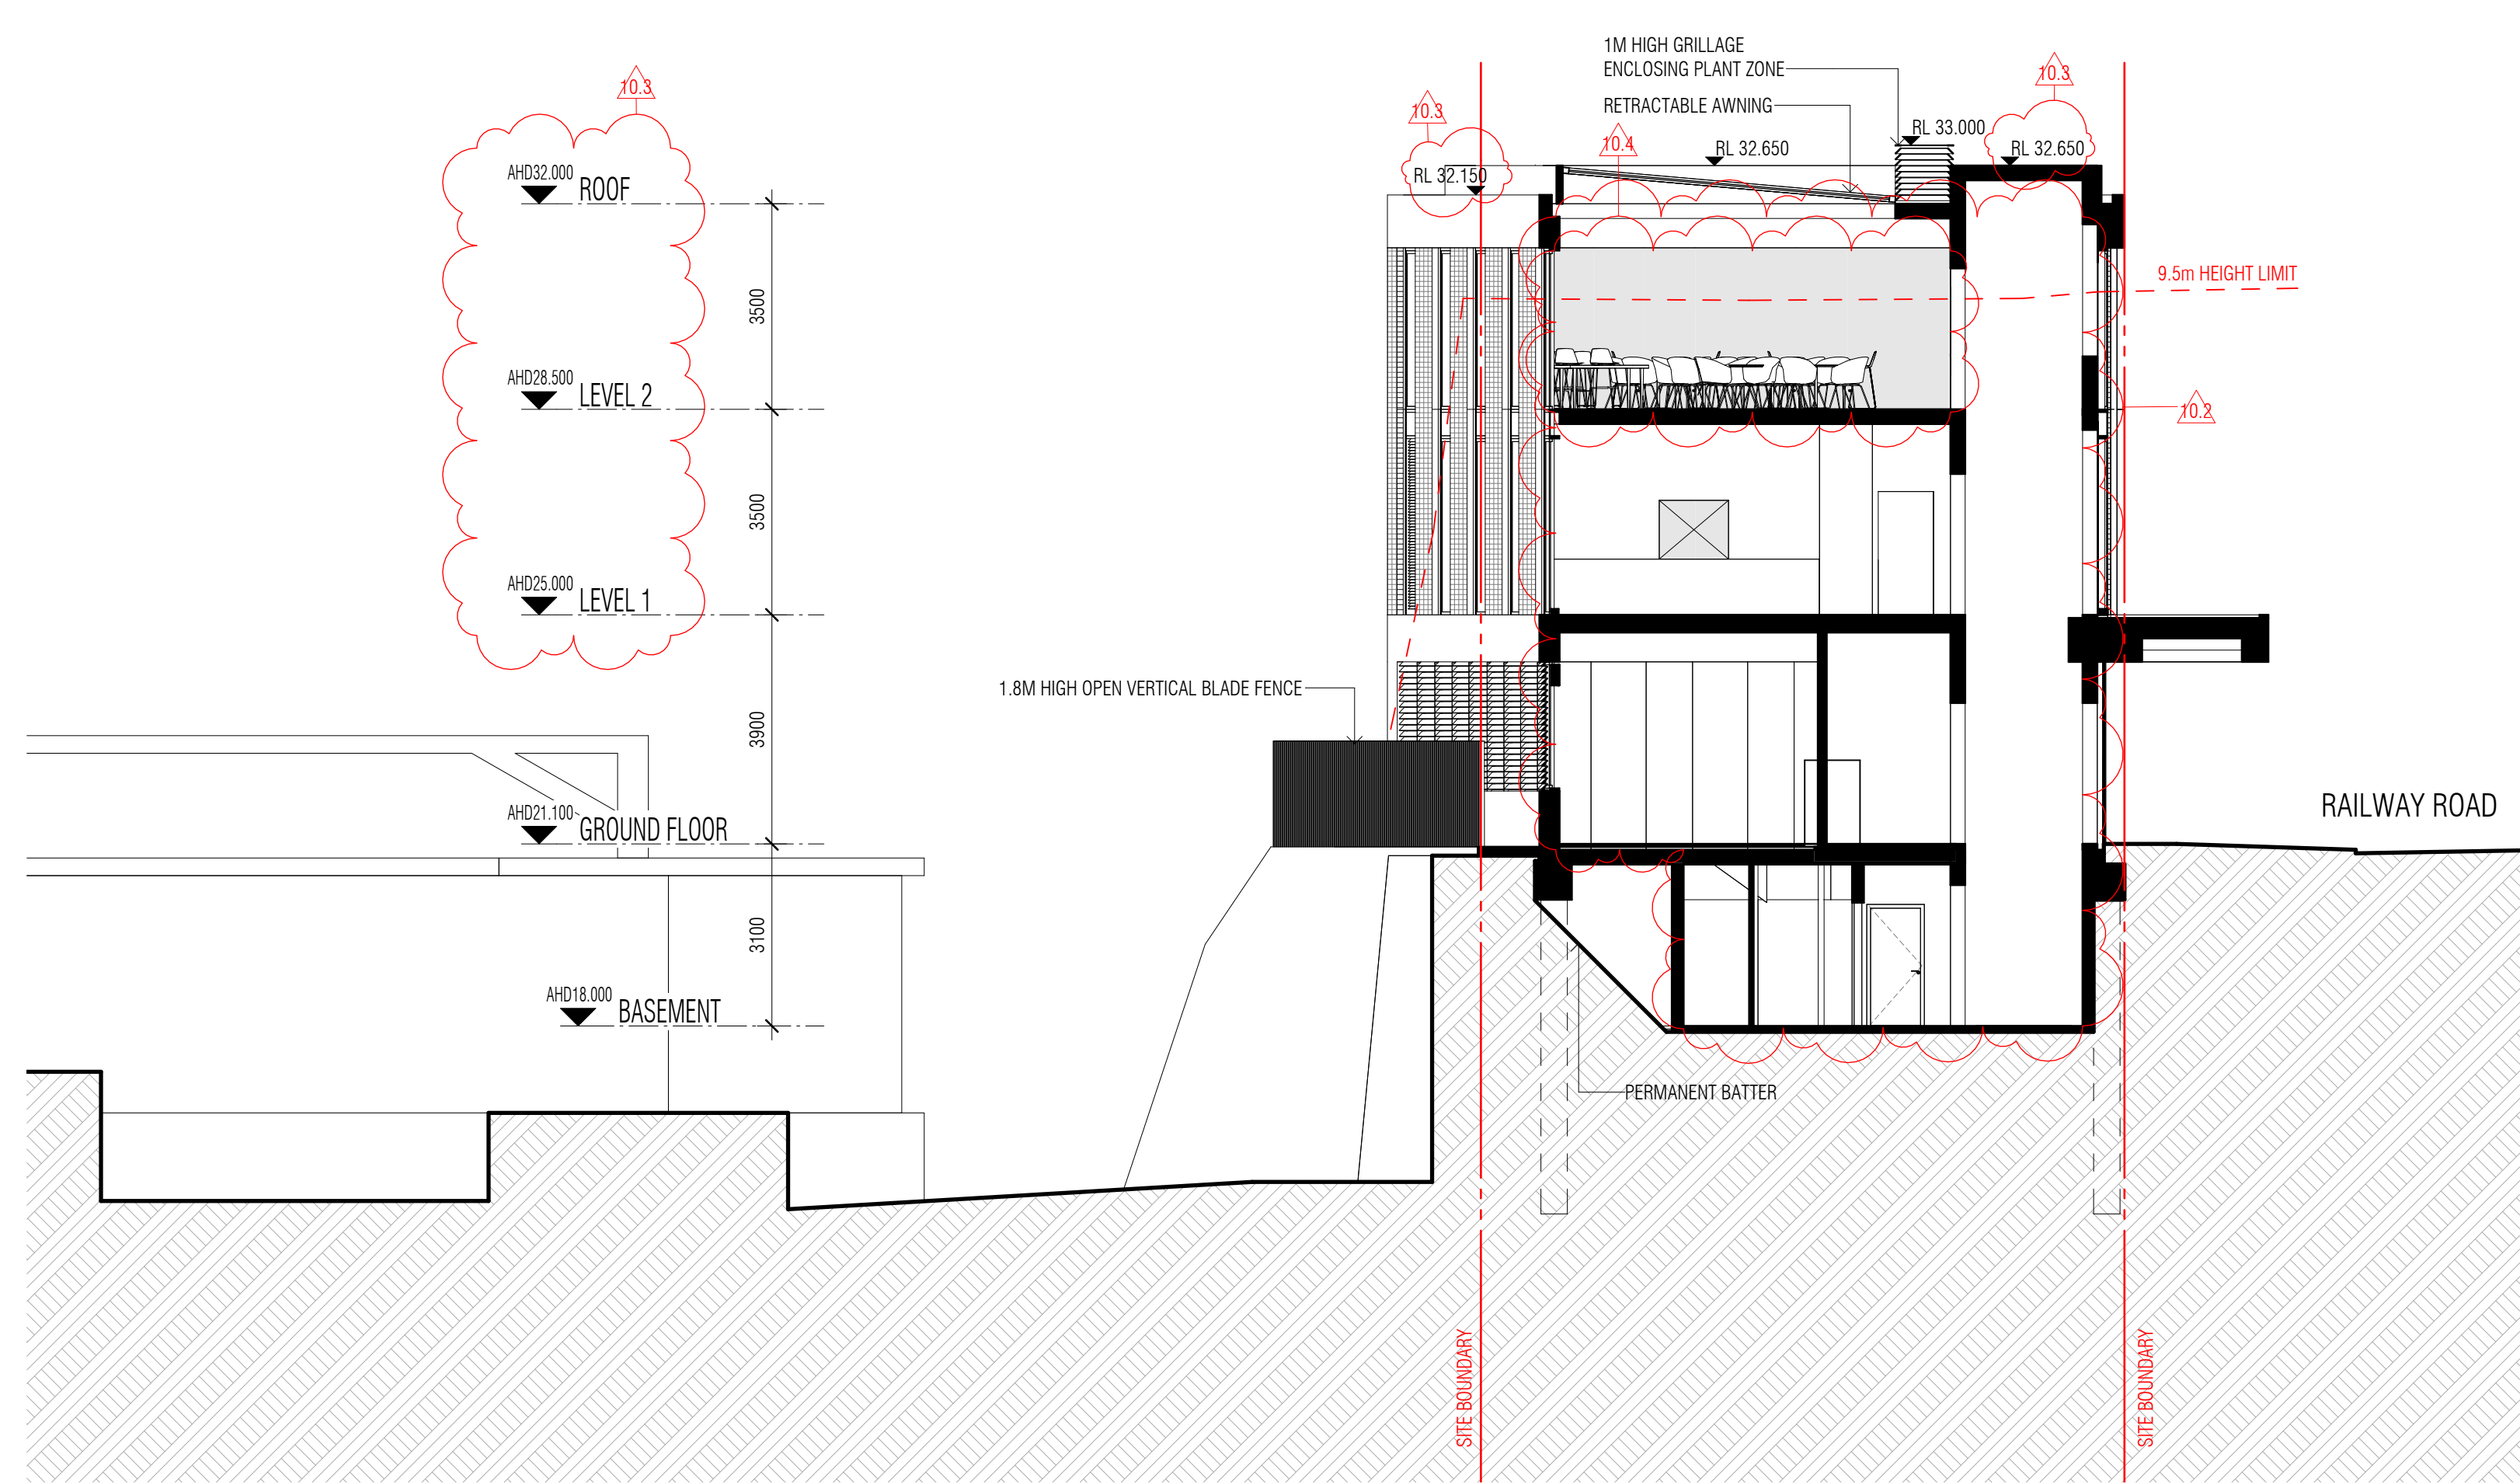 1M HIGH GRILLAGE
ENCLOSING PLANT ZONE
RETRACTABLE AWNING
10.3
10.3
10.3
10.4
RL 33.000
RL 32.650
RL 32.650
RL 32.150
AHD32.000
ROOF
9.5m HEIGHT LIMIT
3500
AHD28.500
LEVEL 2
10.2
3500
AHD25.000
LEVEL 1
1.8M HIGH OPEN VERTICAL BLADE FENCE
3900
RAILWAY ROAD
AHD21.100
GROUND FLOOR
3100
AHD18.000
BASEMENT
PERMANENT BATTER
SITE BOUNDARY
SITE BOUNDARY